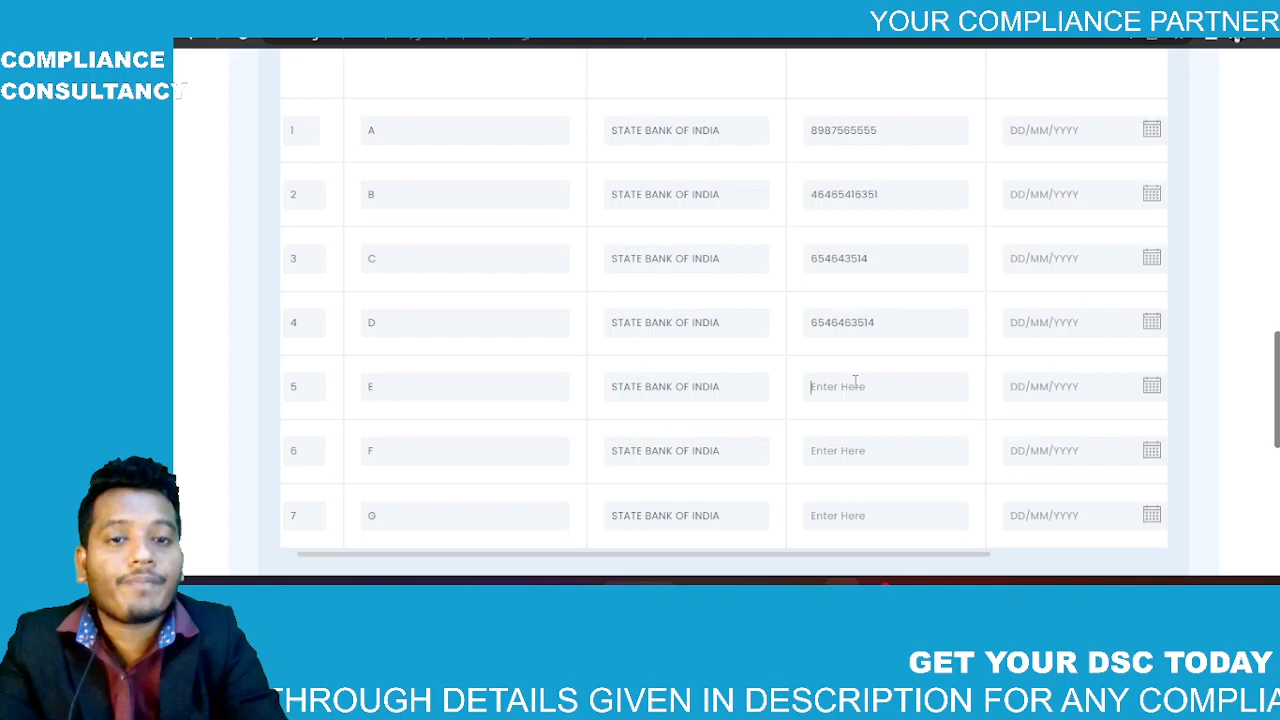 YOUR COMPLIANCE PARTNER
COMPLIANCE
CONSULTANCY
1 A STATE BANK OF INDIA 8987565555 DD/MM/YYYY
2 B STATE BANK OF INDIA 46465416351 DD/MM/YYYY
3 C STATE BANK OF INDIA 654643514 DD/MM/YYYY
4 D STATE BANK OF INDIA 6546463514 DD/MM/YYYY
5 E STATE BANK OF INDIA Enter Here DD/MM/YYYY
6 F STATE BANK OF INDIA Enter Here DD/MM/YYYY
7 G STATE BANK OF INDIA Enter Here DD/MM/YYYY
GET YOUR DSC TODAY
THROUGH DETAILS GIVEN IN DESCRIPTION FOR ANY COMPLIA